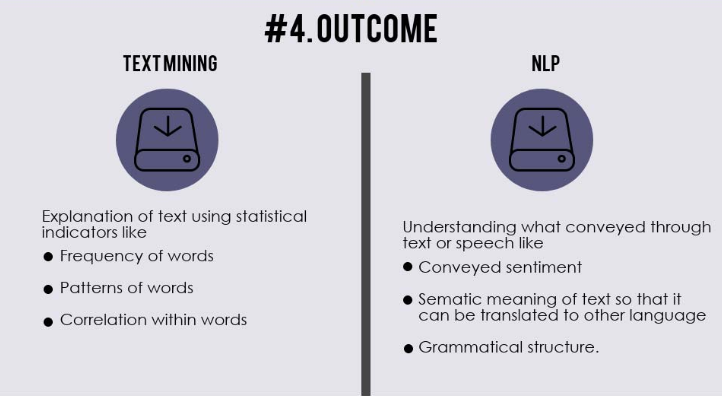 #4. OUTCOME
TEXT MINING
Explanation of text using statistical
indicators like
● Frequency of words
● Patterns of words
● Correlation within words
NLP
Understanding what conveyed through
text or speech like
● Conveyed sentiment
● Sematic meaning of text so that it
can be translated to other language
● Grammatical structure.